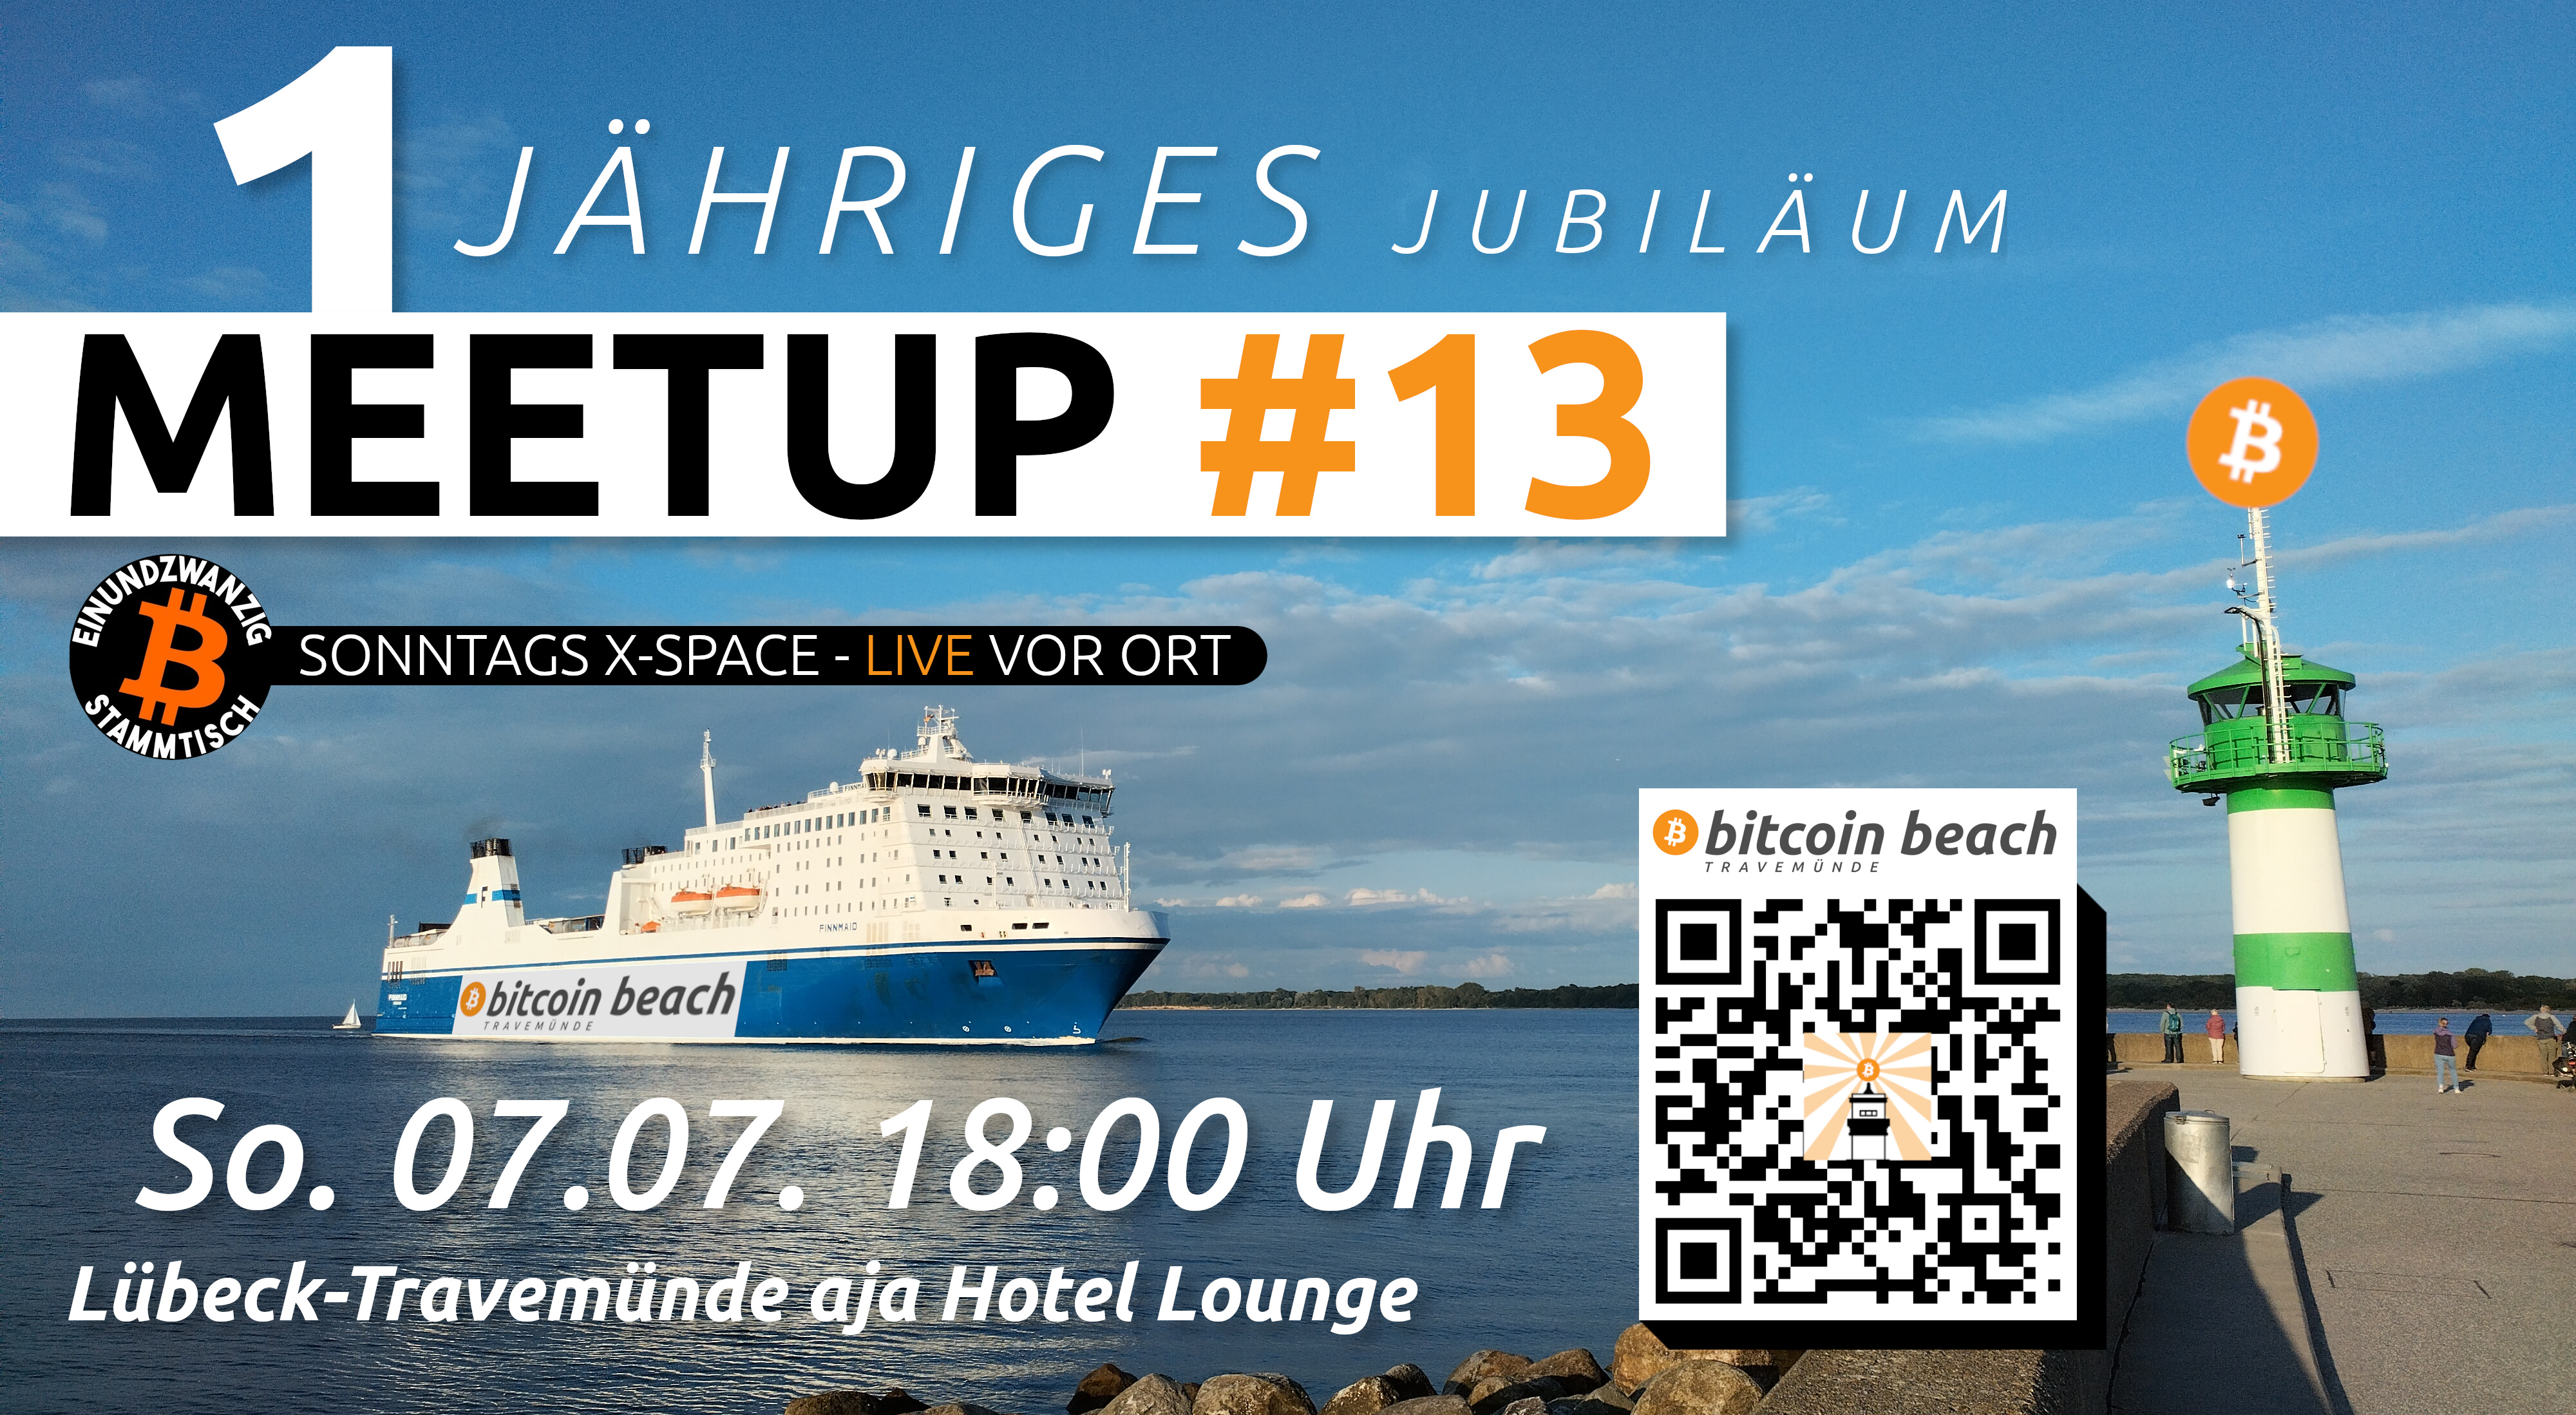 1 JÄHRIGES JUBILÄUM
MEETUP #13
EINUNDZWANZIG
STAMMTISCH
SONNTAGS X-SPACE - LIVE VOR ORT
FINNMAID
bitcoin beach
TRAVEMÜNDE
bitcoin beach
TRAVEMÜNDE
So. 07.07. 18:00 Uhr
Lübeck-Travemünde aja Hotel Lounge